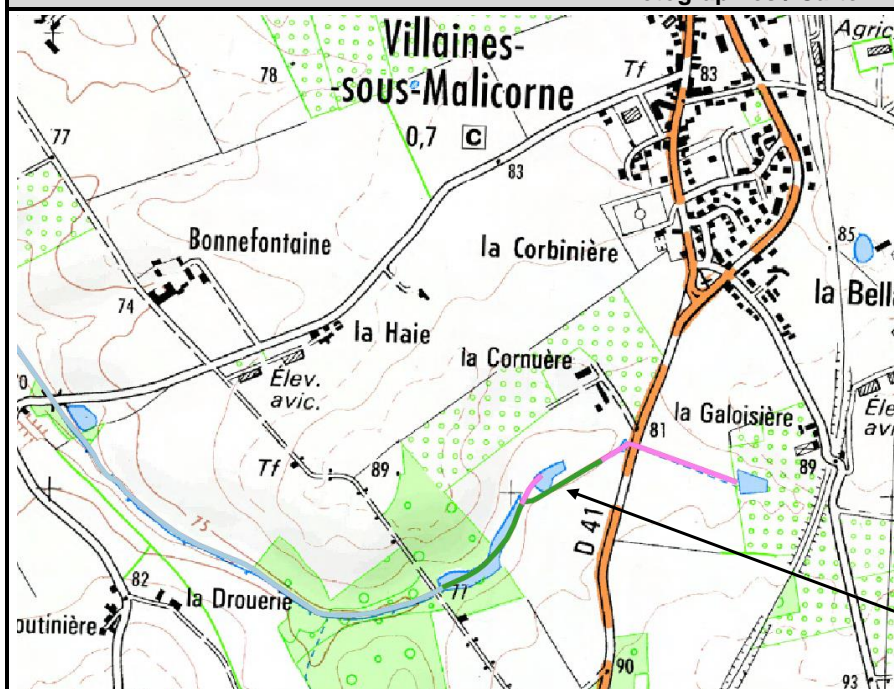 Villaines-
-sous-Malicorne
0,7 C
Tf
83
Agric
78
77
83
85
Bonnefontaine
la Corbinière
74
la Bell
la Haie
la Cornuère
Élev.
avic.
la Galoisière
Éle
avi
70
81
Tf
89
89
75
D 41
82
la Drouerie
77
outinière
90
93